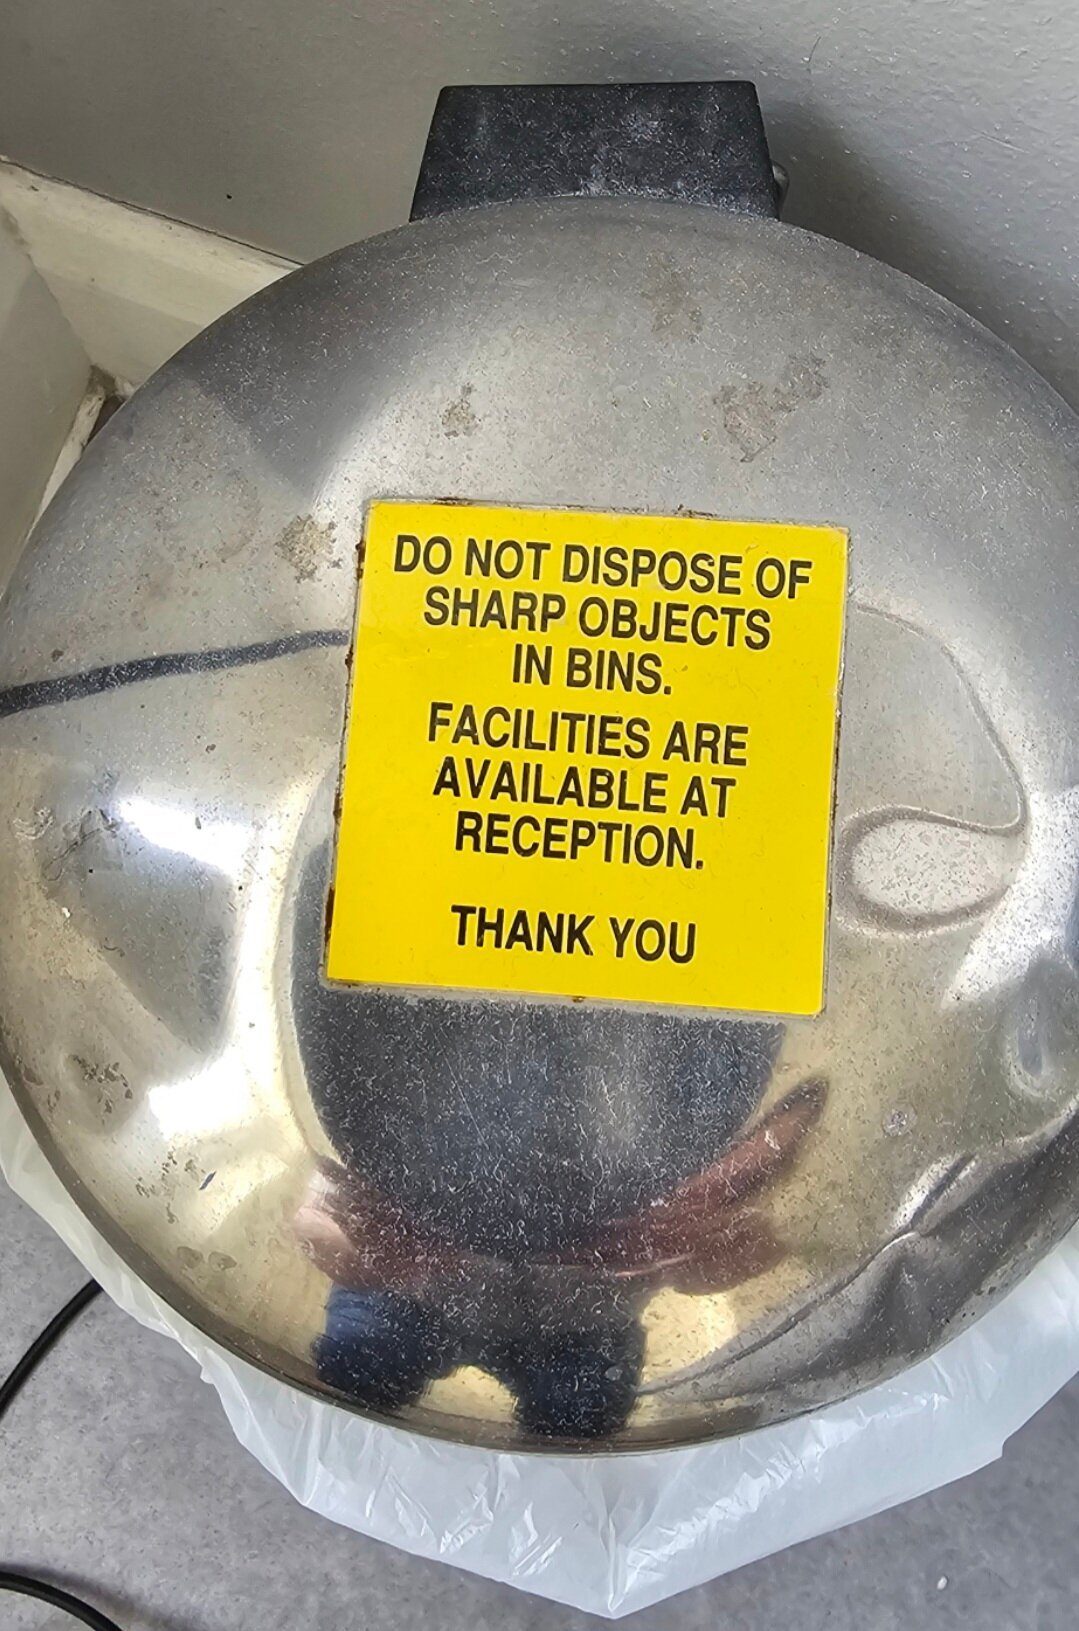 DO NOT DISPOSE OF
SHARP OBJECTS
IN BINS.
FACILITIES ARE
AVAILABLE AT
RECEPTION.
THANK YOU